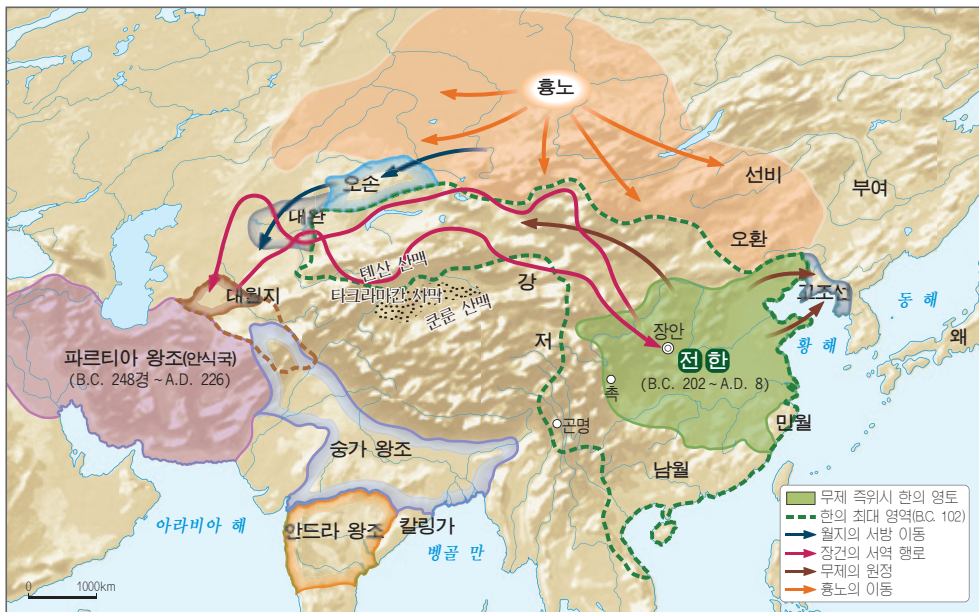 흉노
선비
부여
오손
대완
오환
톈산 산맥
강
고조선
대월지
타크라마칸 사막
쿤룬 산맥
동 해
장안
저
황 해
왜
파르티아 왕조(안식국)
(B.C. 248경 ~ A.D. 226)
전 한
(B.C. 202 ~ A.D. 8)
촉
곤명
민월
숭가 왕조
남월
아라비아 해
안드라 왕조
칼링가
벵골 만
무제 즉위시 한의 영토
한의 최대 영역(B.C. 102)
월지의 서방 이동
장건의 서역 행로
무제의 원정
흉노의 이동
0 1000km